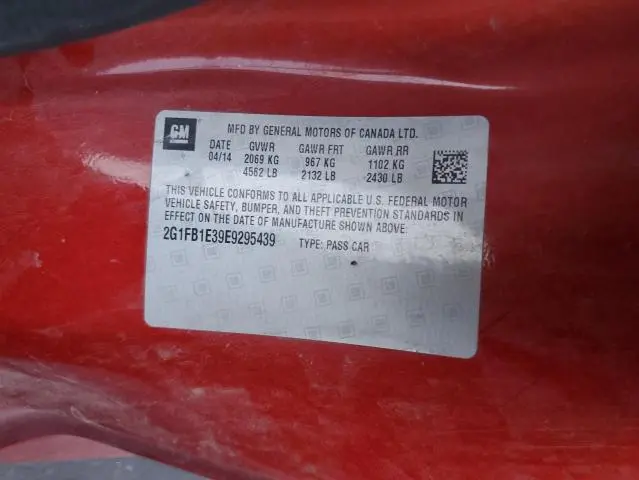 GM
MFD BY GENERAL MOTORS OF CANADA LTD.
DATE GVWR GAWR FRT GAWR RR
04/14 2069 KG 967 KG 1102 KG
4562 LB 2132 LB 2430 LB
THIS VEHICLE CONFORMS TO ALL APPLICABLE U.S. FEDERAL MOTOR
VEHICLE SAFETY, BUMPER, AND THEFT PREVENTION STANDARDS IN
EFFECT ON THE DATE OF MANUFACTURE SHOWN ABOVE.
2G1FB1E39E9295439 TYPE: PASS CAR